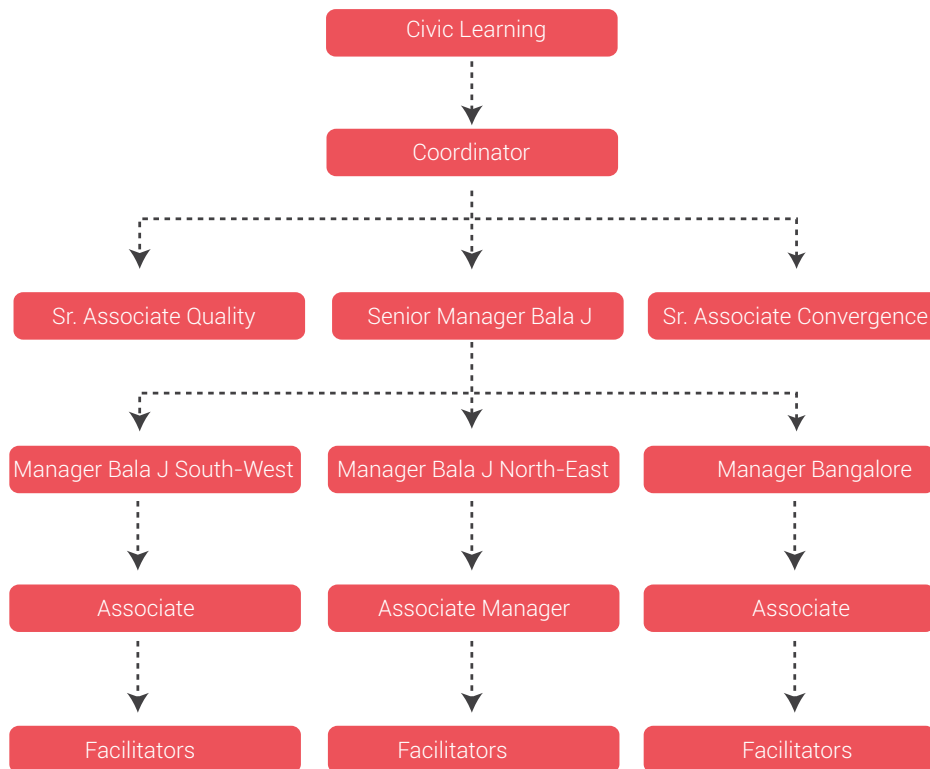 Civic Learning
Coordinator
Sr. Associate Quality
Senior Manager Bala J
Sr. Associate Convergence
Manager Bala J South-West
Manager Bala J North-East
Manager Bangalore
Associate
Associate Manager
Associate
Facilitators
Facilitators
Facilitators